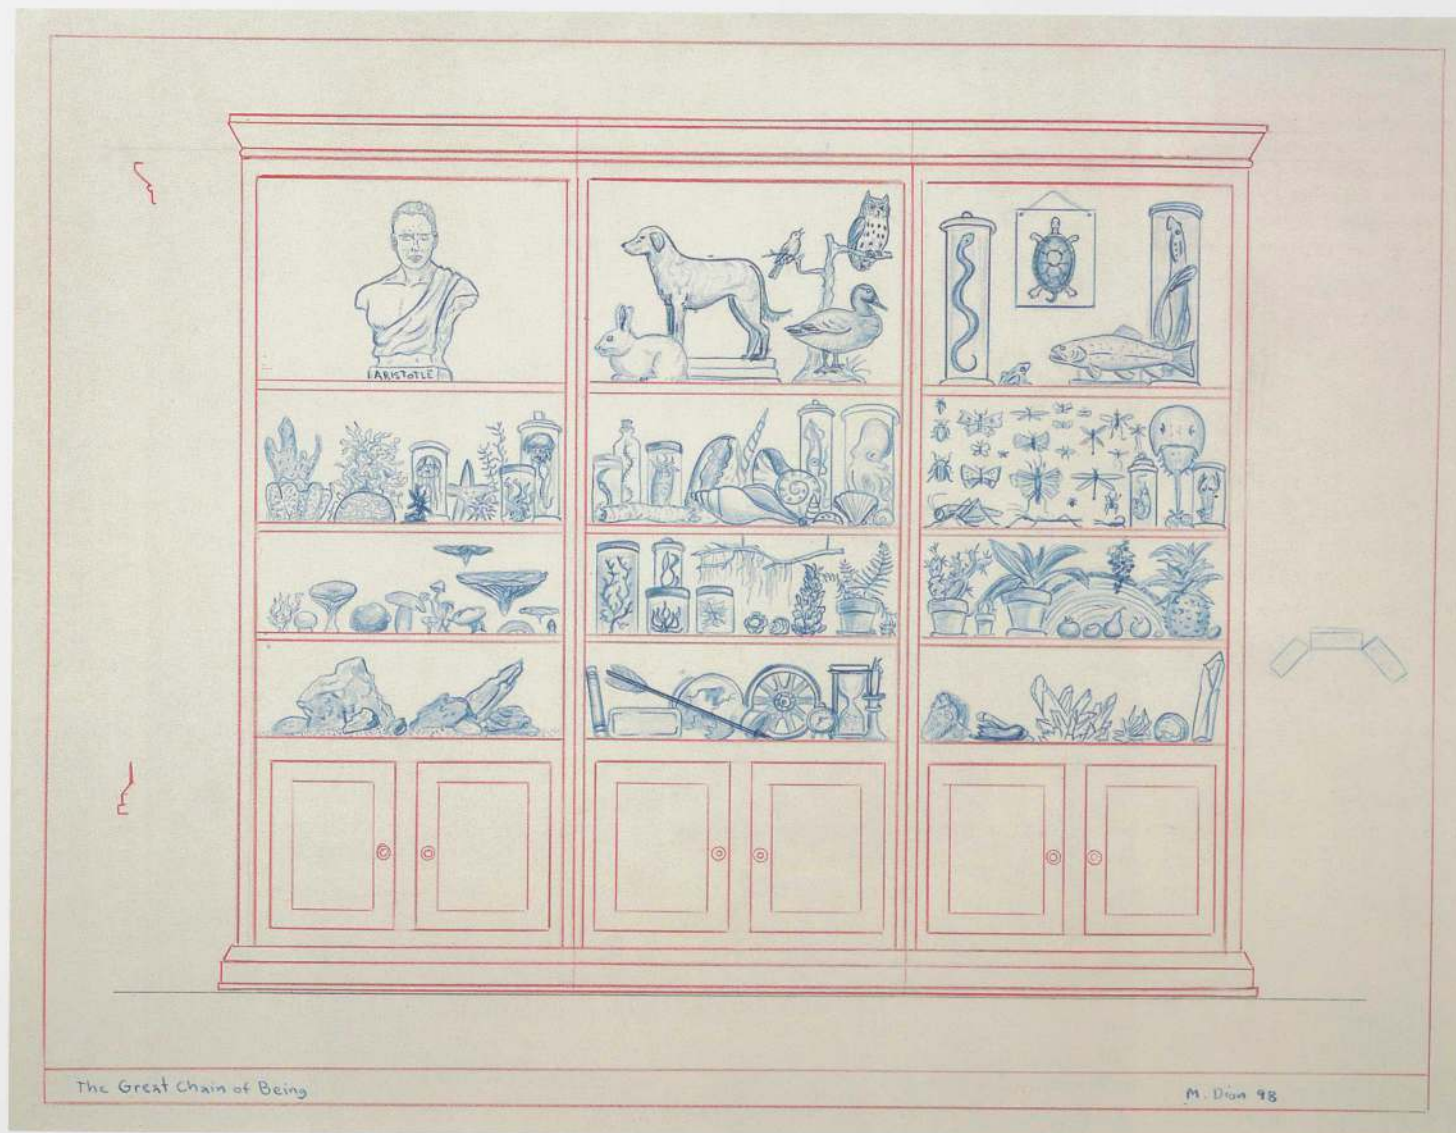 ARISTOTLE
The Great Chain of Being
M. Dion 98